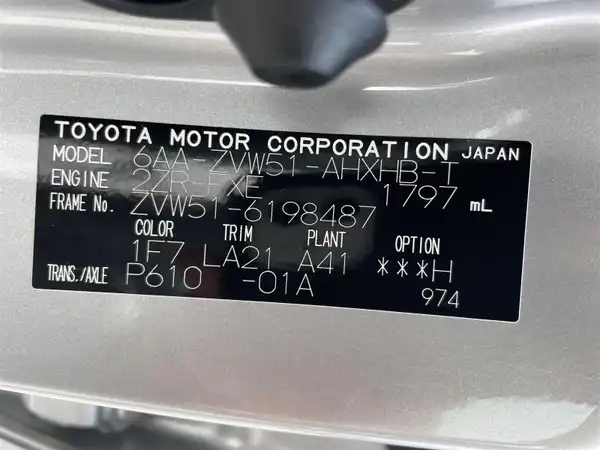 TOYOTA MOTOR CORPORATION JAPAN
MODEL 6AA-ZVW51-AHXHB-T
ENGINE 2ZR-FXE 1797 mL
FRAME No. ZVW51-6198487
COLOR TRIM PLANT OPTION
1F7 LA21 A41 ***H
TRANS./AXLE P610 -01A 974